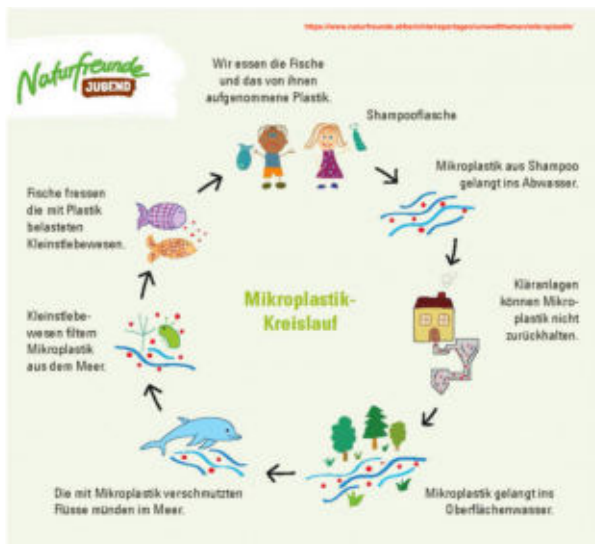 Naturfreunde
JUGEND
Wir essen die Fische
und das von ihnen
aufgenommene Plastik.
Shampooflasche
Mikroplastik aus Shampoo
gelangt ins Abwasser.
Kläranlagen
können Mikro-
plastik nicht
zurückhalten.
Mikroplastik gelangt ins
Oberflächenwasser.
Die mit Mikroplastik verschmutzten
Flüsse münden im Meer.
Kleinstlebe-
wesen filtern
Mikroplastik
aus dem Meer.
Fische fressen
die mit Plastik
belasteten
Kleinstlebewesen.
Mikroplastik-
Kreislauf